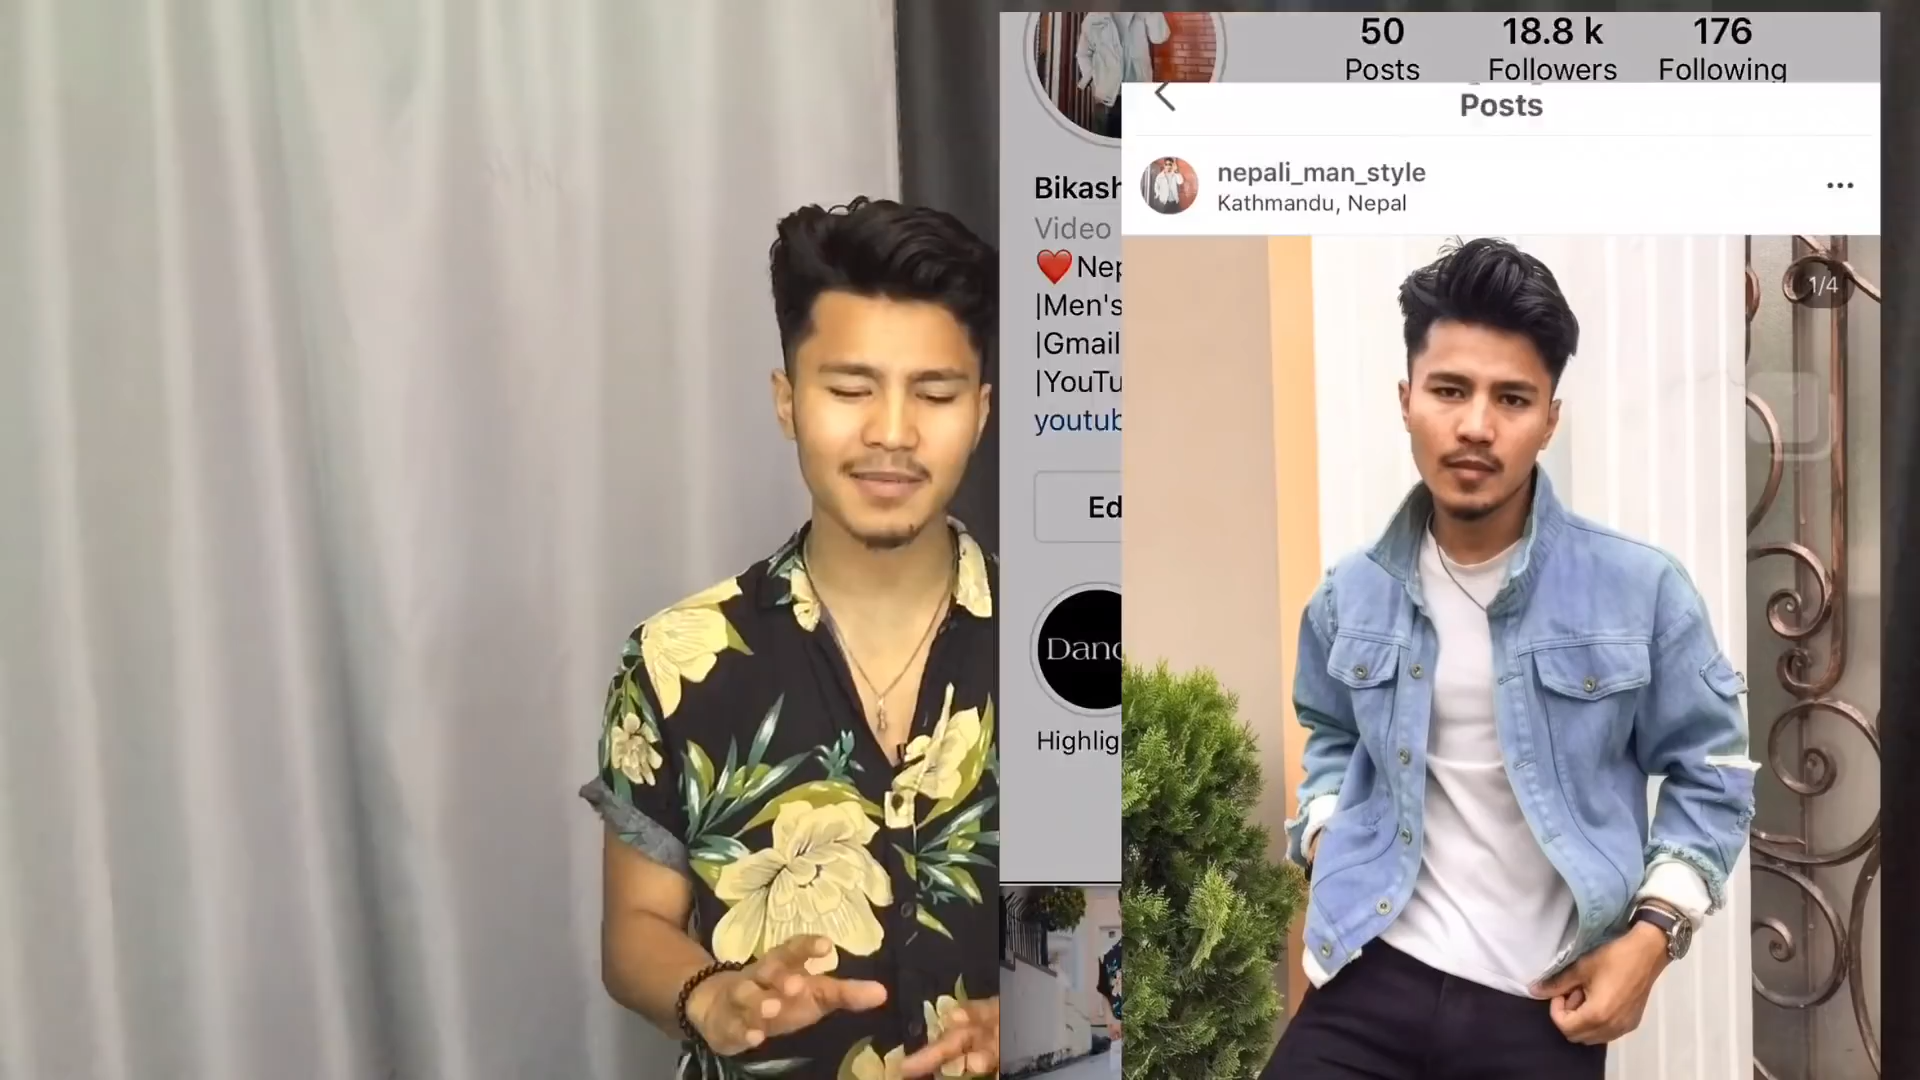 50 18.8 k 176
Posts Followers Following
Posts
nepali_man_style
Kathmandu, Nepal
1/4
Bikash
Video
❤️Nep
|Men's
|Gmail
|YouTu
youtub
Ed
Danc
Highlig